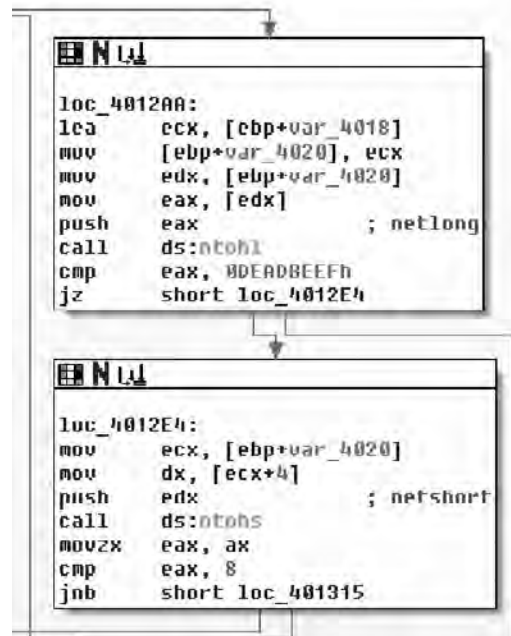 loc_4012AA:
lea ecx, [ebp+var_4018]
mov [ebp+var_4020], ecx
mov edx, [ebp+var_4020]
mov eax, [edx]
push eax ; netlong
call ds:ntohl
cmp eax, 0DEADBEEFh
jz short loc_4012E4
loc_4012E4:
mov ecx, [ebp+var_4020]
mov dx, [ecx+4]
push edx ; netshort
call ds:ntohs
movzx eax, ax
cmp eax, 8
jnb short loc_401315